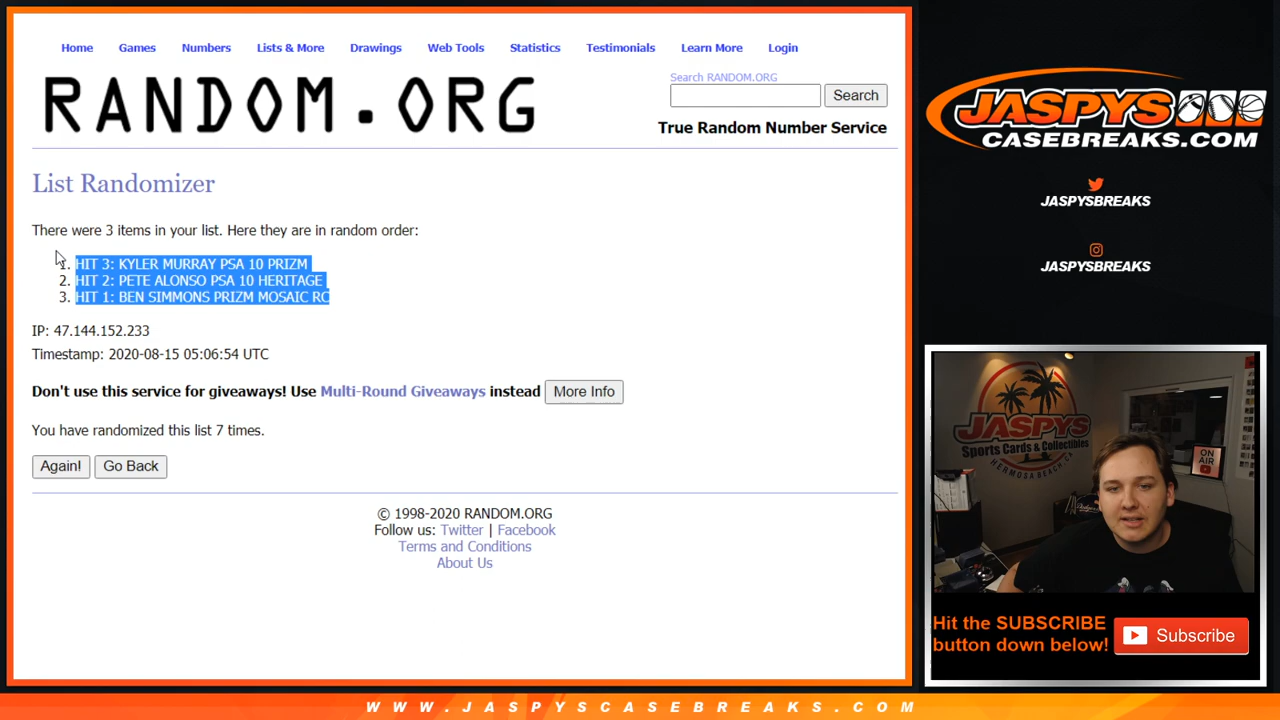 Home Games Numbers Lists & More Drawings Web Tools Statistics Testimonials Learn More Login
RANDOM.ORG
Search RANDOM.ORG
Search
True Random Number Service
List Randomizer
There were 3 items in your list. Here they are in random order:
1. HIT 3: KYLER MURRAY PSA 10 PRIZM
2. HIT 2: PETE ALONSO PSA 10 HERITAGE
3. HIT 1: BEN SIMMONS PRIZM MOSAIC RC
IP: 47.144.152.233
Timestamp: 2020-08-15 05:06:54 UTC
Don't use this service for giveaways! Use Multi-Round Giveaways instead More Info
You have randomized this list 7 times.
Again! Go Back
© 1998-2020 RANDOM.ORG
Follow us: Twitter | Facebook
Terms and Conditions
About Us
JASPYS
CASEBREAKS.COM
JASPYSBREAKS
JASPYSBREAKS
JASPYS
Sports Cards & Collectibles
HERMOSA BEACH, CA
ON
AIR
Hit the SUBSCRIBE
button down below!
Subscribe
WWW.JASPYSCASEBREAKS.COM